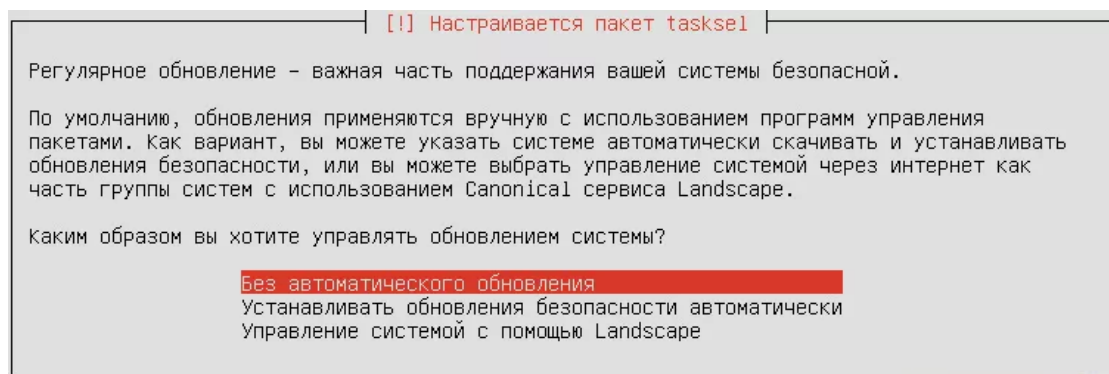 [!] Настраивается пакет tasksel
Регулярное обновление – важная часть поддержания вашей системы безопасной.
По умолчанию, обновления применяются вручную с использованием программ управления
пакетами. Как вариант, вы можете указать системе автоматически скачивать и устанавливать
обновления безопасности, или вы можете выбрать управление системой через интернет как
часть группы систем с использованием Canonical сервиса Landscape.
Каким образом вы хотите управлять обновлением системы?
Без автоматического обновления
Устанавливать обновления безопасности автоматически
Управление системой с помощью Landscape